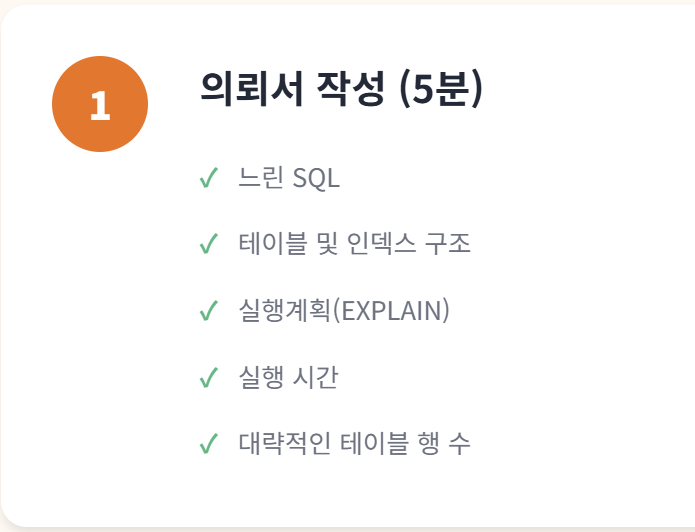 1
의뢰서 작성 (5분)
✓ 느린 SQL
✓ 테이블 및 인덱스 구조
✓ 실행계획(EXPLAIN)
✓ 실행 시간
✓ 대략적인 테이블 행 수